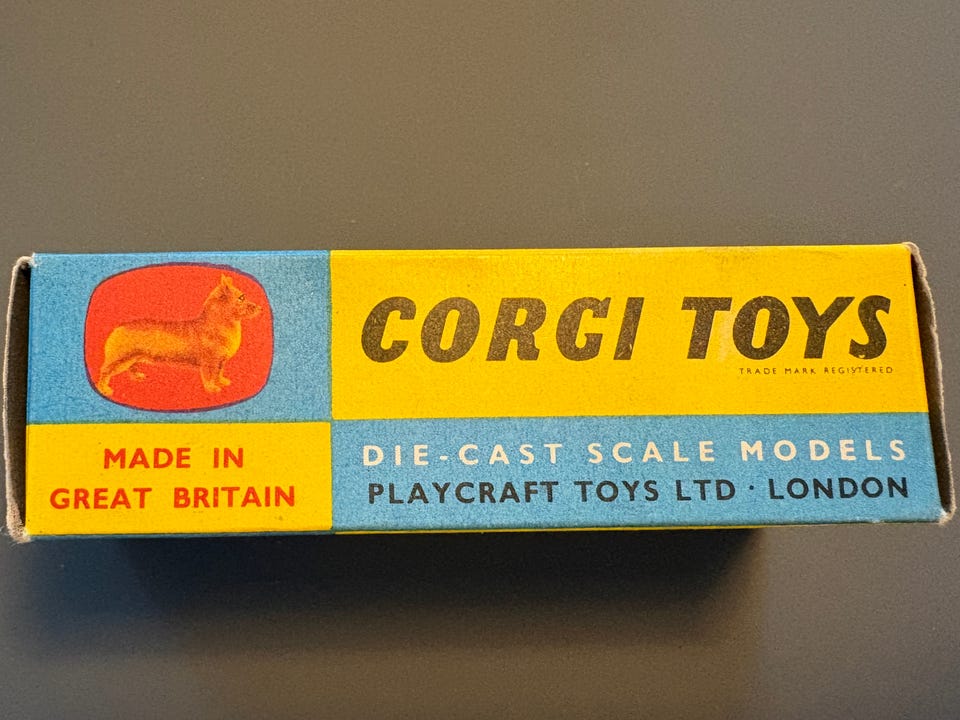 CORGI TOYS
TRADE MARK REGISTERED
MADE IN
GREAT BRITAIN
DIE-CAST SCALE MODELS
PLAYCRAFT TOYS LTD · LONDON